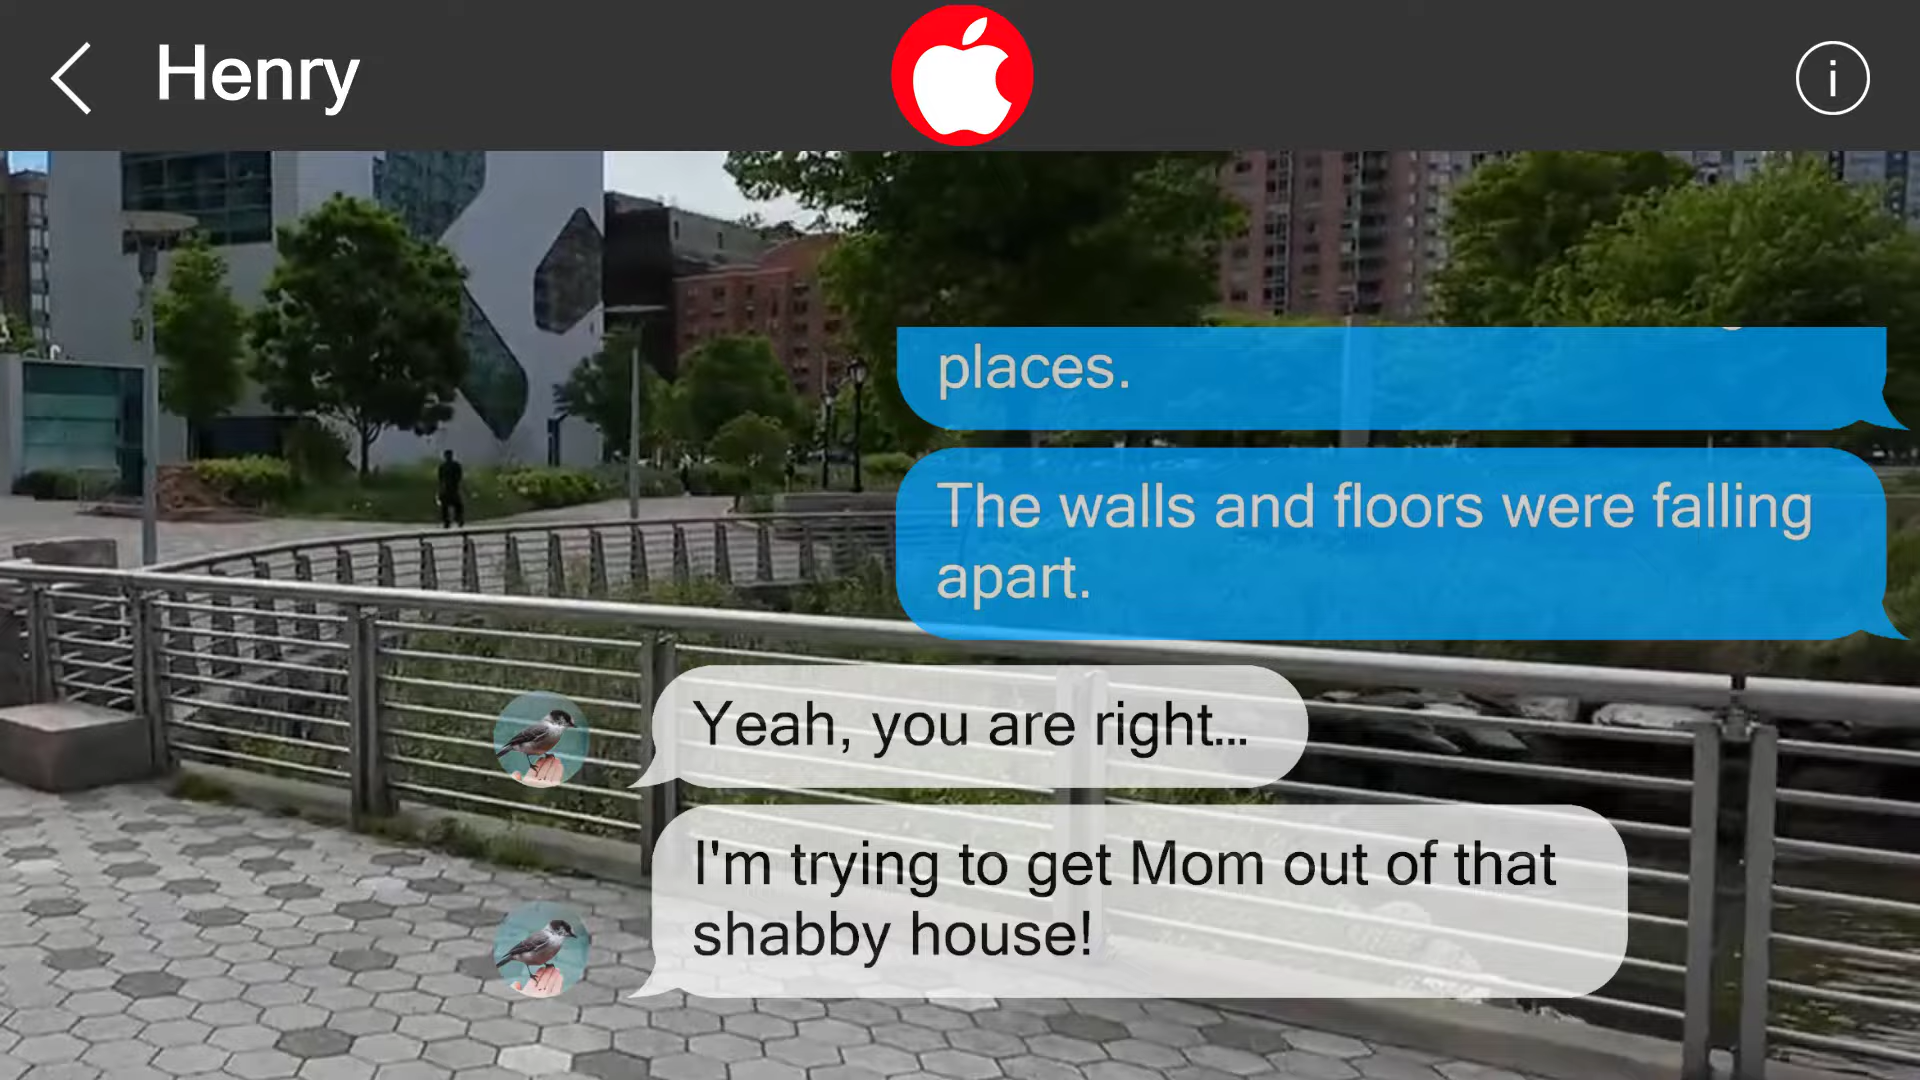 Henry
places.
The walls and floors were falling
apart.
Yeah, you are right...
I'm trying to get Mom out of that
shabby house!